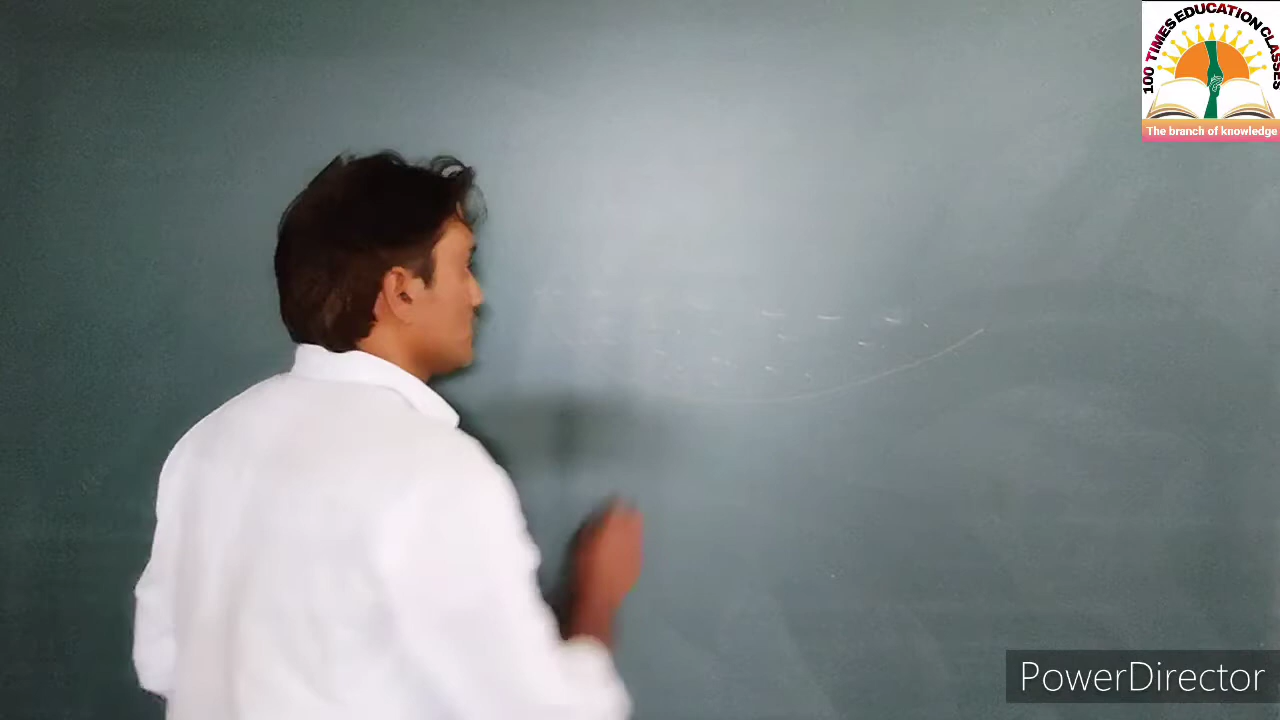 100 TIMES EDUCATION CLASSES
The branch of knowledge
PowerDirector